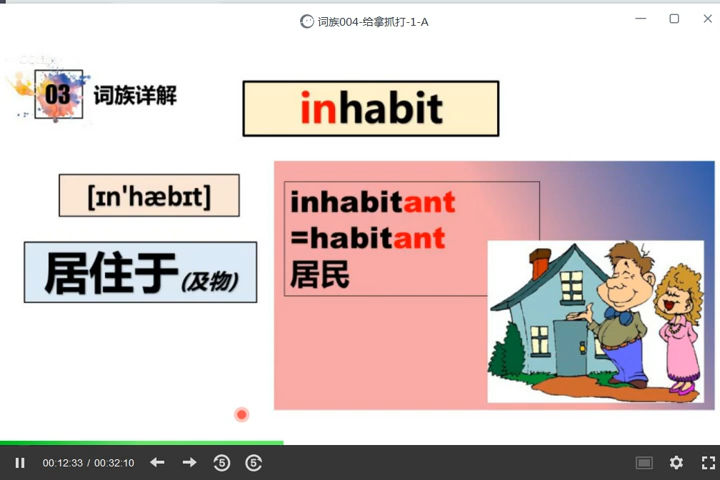 词族004-给拿抓打-1-A
03 词族详解
inhabit
[ɪn'hæbɪt]
居住于(及物)
inhabitant
=habitant
居民
00:12:33 / 00:32:10
5 5